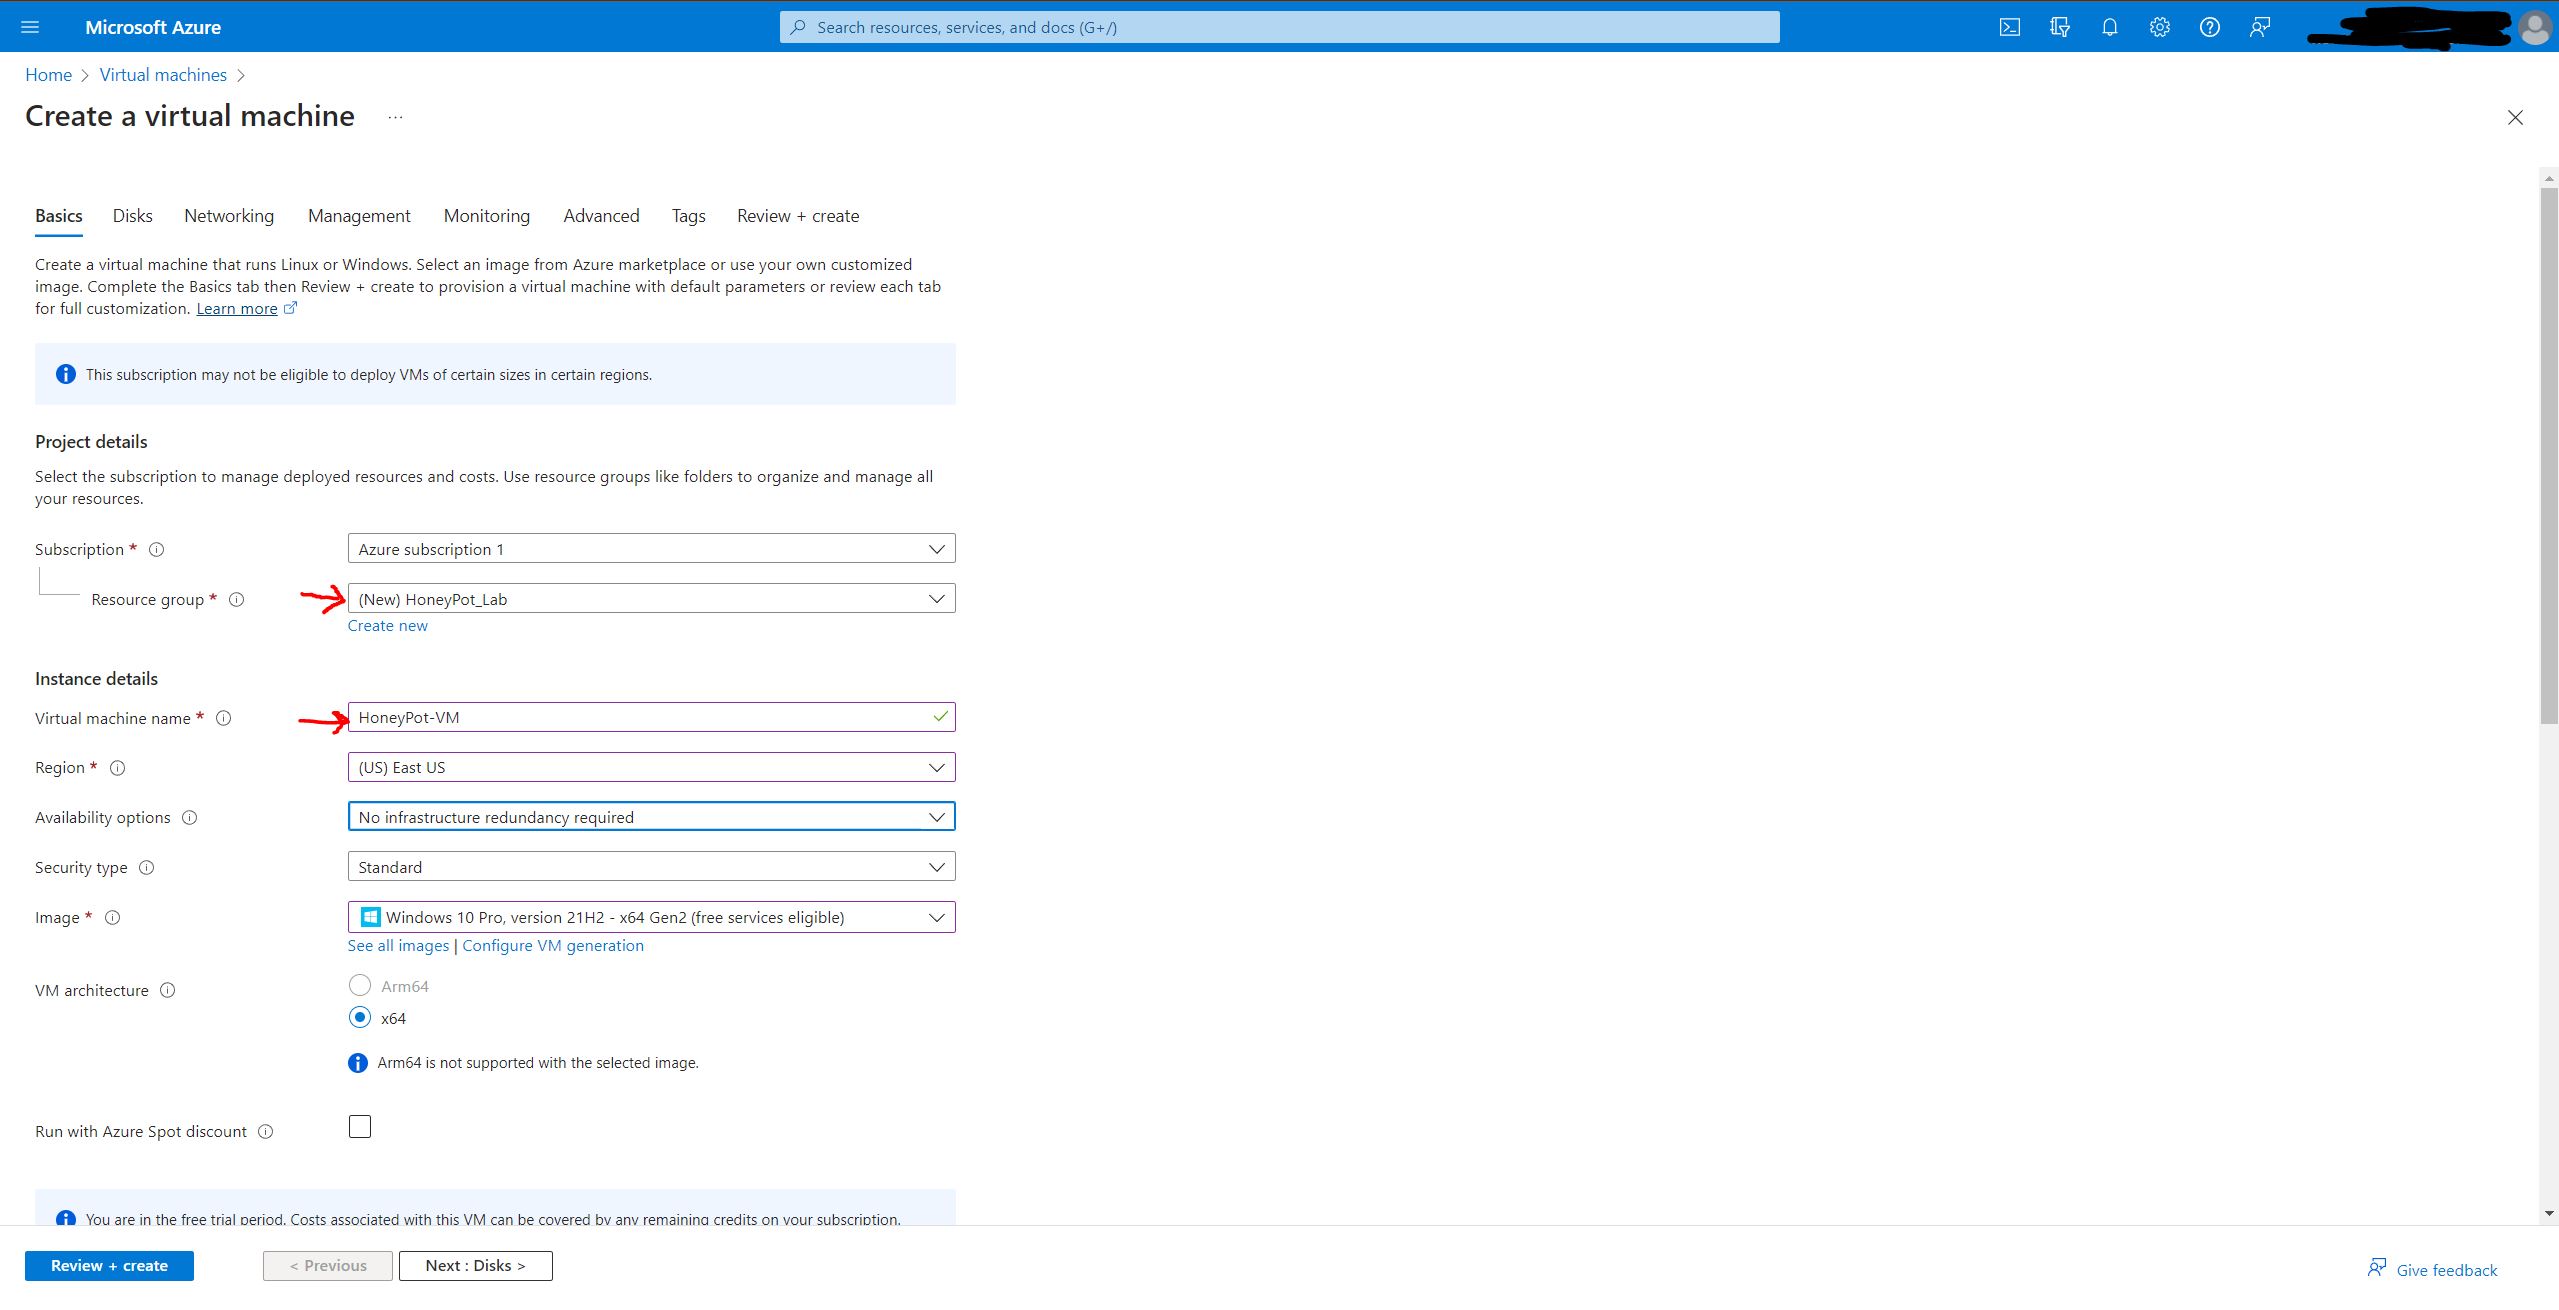 Microsoft Azure
Search resources, services, and docs (G+/)
Home > Virtual machines >
Create a virtual machine ...
Basics Disks Networking Management Monitoring Advanced Tags Review + create
Create a virtual machine that runs Linux or Windows. Select an image from Azure marketplace or use your own customized
image. Complete the Basics tab then Review + create to provision a virtual machine with default parameters or review each tab
for full customization. Learn more
This subscription may not be eligible to deploy VMs of certain sizes in certain regions.
Project details
Select the subscription to manage deployed resources and costs. Use resource groups like folders to organize and manage all
your resources.
Subscription * Azure subscription 1
Resource group * (New) HoneyPot_Lab
Create new
Instance details
Virtual machine name * HoneyPot-VM
Region * (US) East US
Availability options No infrastructure redundancy required
Security type Standard
Image * Windows 10 Pro, version 21H2 - x64 Gen2 (free services eligible)
See all images | Configure VM generation
VM architecture Arm64
x64
Arm64 is not supported with the selected image.
Run with Azure Spot discount
You are in the free trial period. Costs associated with this VM can be covered by any remaining credits on your subscription.
Review + create < Previous Next : Disks > Give feedback